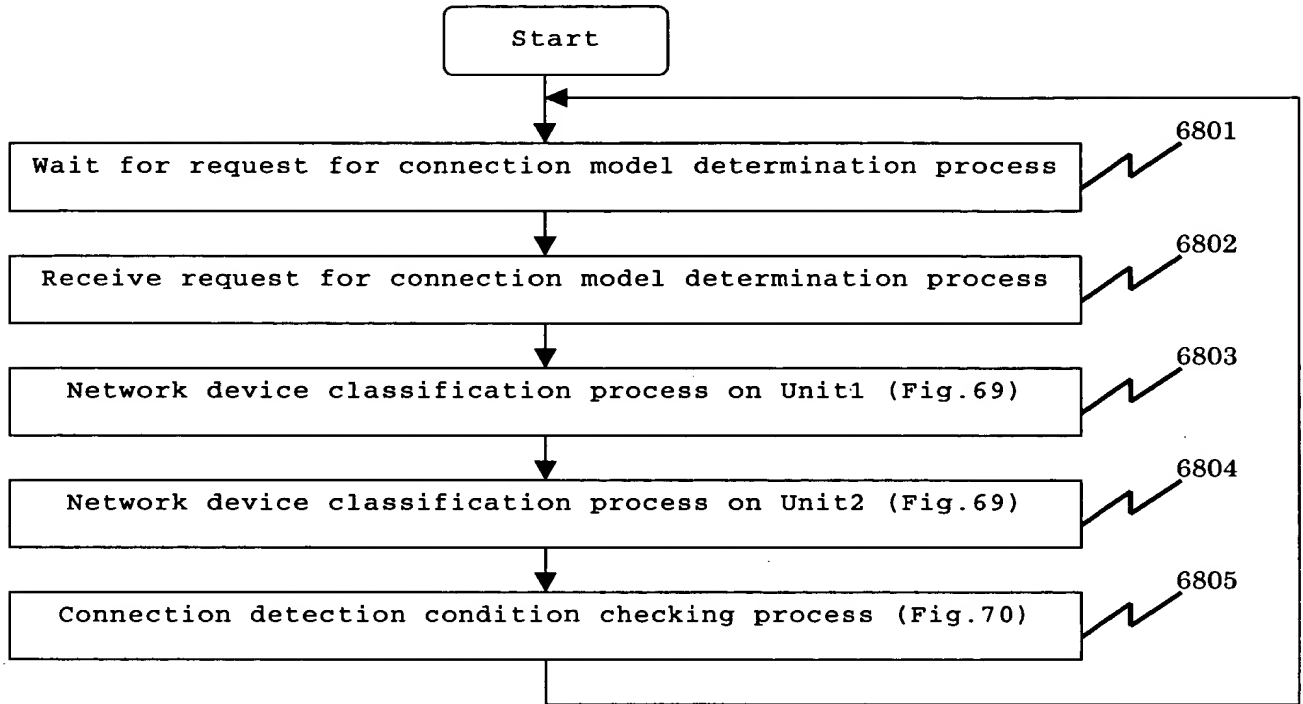 Start
6801
Wait for request for connection model determination process
6802
Receive request for connection model determination process
6803
Network device classification process on Unit1 (Fig.69)
6804
Network device classification process on Unit2 (Fig.69)
6805
Connection detection condition checking process (Fig.70)